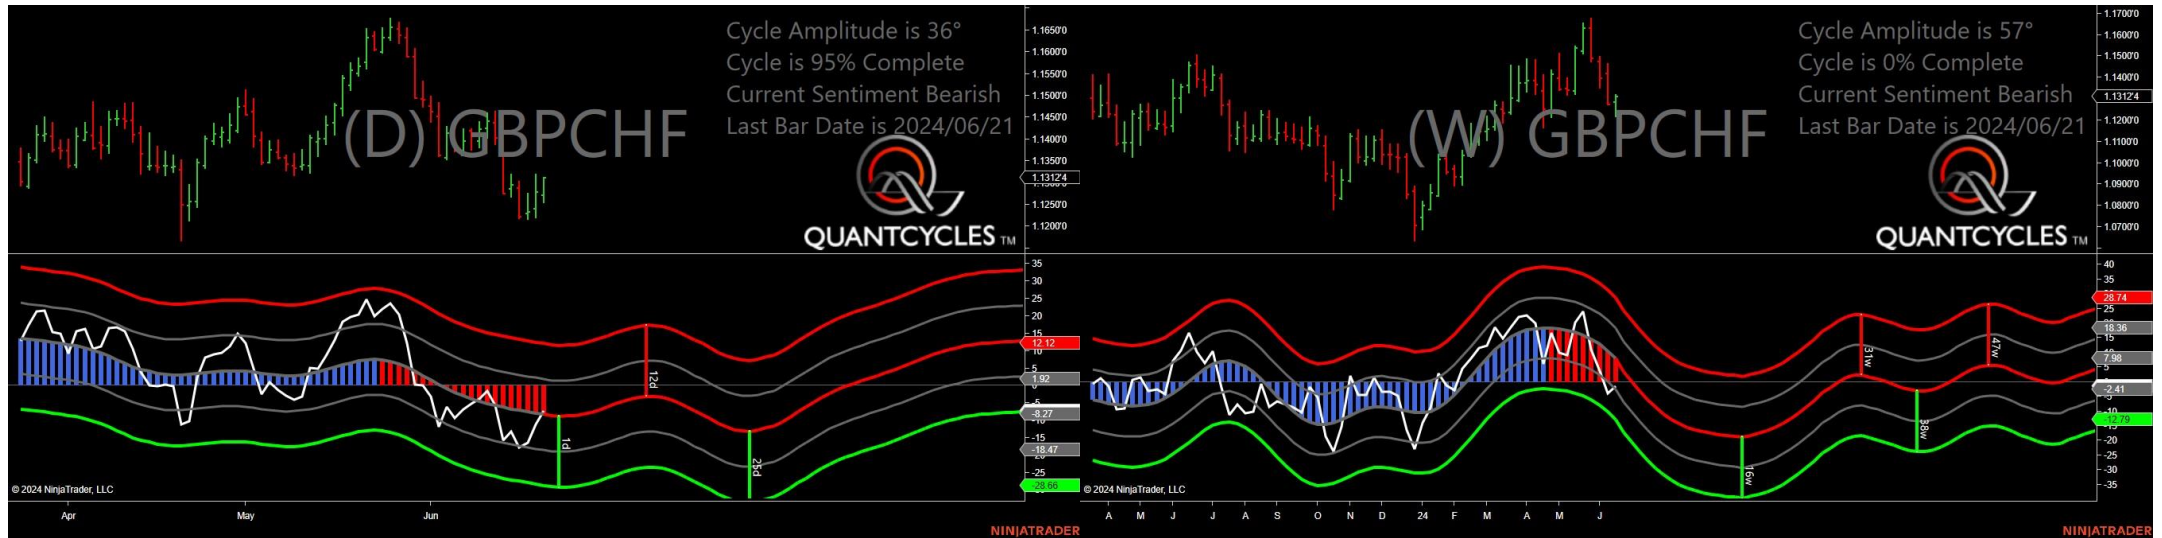 Cycle Amplitude is 36°
Cycle is 95% Complete
Current Sentiment Bearish
Last Bar Date is 2024/06/21
(D) GBPCHF
QUANTCYCLES TM
1.1650'0
1.1600'0
1.1550'0
1.1500'0
1.1450'0
1.1400'0
1.1350'0
1.1312'4
1.1250'0
1.1200'0
35
30
25
20
15
12.12
10
5
1.92
0
-5
-8.27
-10
-15
-18.47
-25
-28.66
12d
1d
25d
© 2024 NinjaTrader, LLC
Apr
May
Jun
NINJATRADER
Cycle Amplitude is 57°
Cycle is 0% Complete
Current Sentiment Bearish
Last Bar Date is 2024/06/21
(W) GBPCHF
QUANTCYCLES TM
1.1700'0
1.1600'0
1.1500'0
1.1400'0
1.1312'4
1.1200'0
1.1100'0
1.1000'0
1.0900'0
1.0800'0
1.0700'0
40
35
28.74
25
18.36
15
7.98
5
-2.41
-5
-10
-12.79
-15
-20
-25
-30
-35
31w
47w
38w
16w
© 2024 NinjaTrader, LLC
A M J J A S O N D 24 F M A M J
NINJATRADER